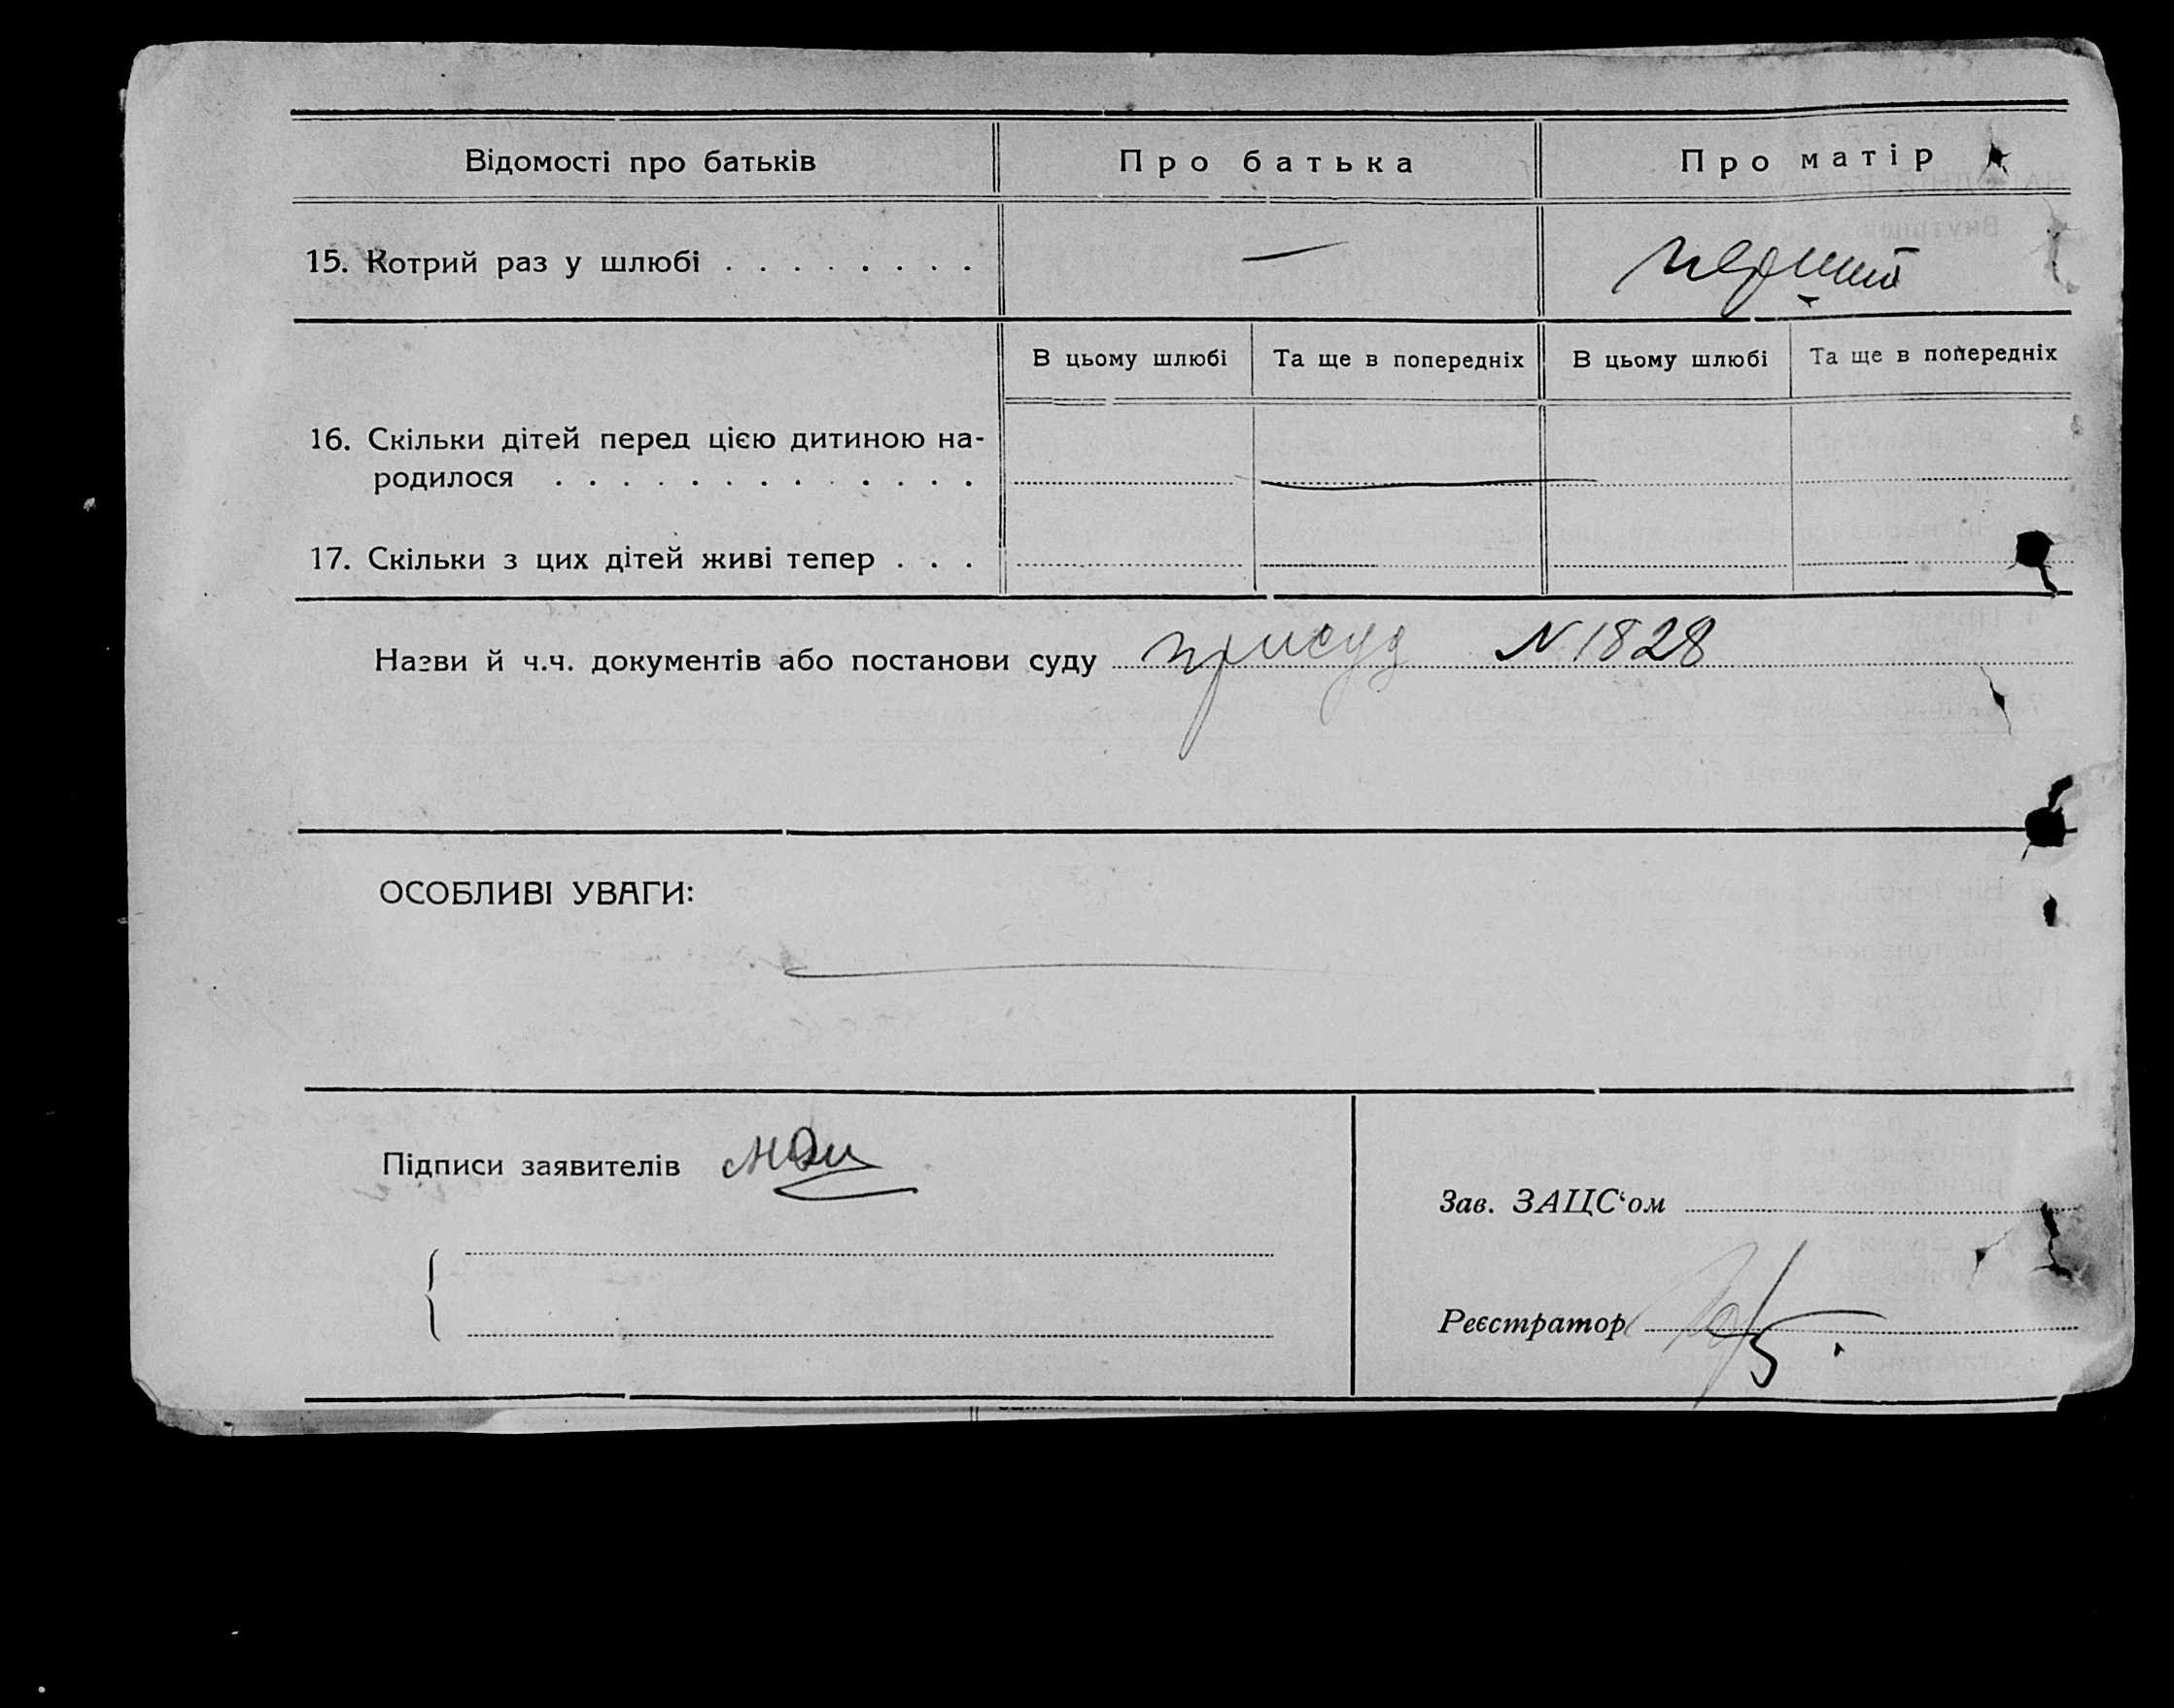 Відомості про батьків Про батька Про матір
15. Котрий раз у шлюбі . . . . . . . . — перший
В цьому шлюбі Та ще в попередніх В цьому шлюбі Та ще в попередніх
16. Скільки дітей перед цією дитиною на-
родилося . . . . . . . . . . . . .
17. Скільки з цих дітей живі тепер . . .
Назви й ч.ч. документів або постанови суду присуд N 1828
ОСОБЛИВІ УВАГИ:
Підписи заявителів
Зав. ЗАЦС‘ом
Реєстратор